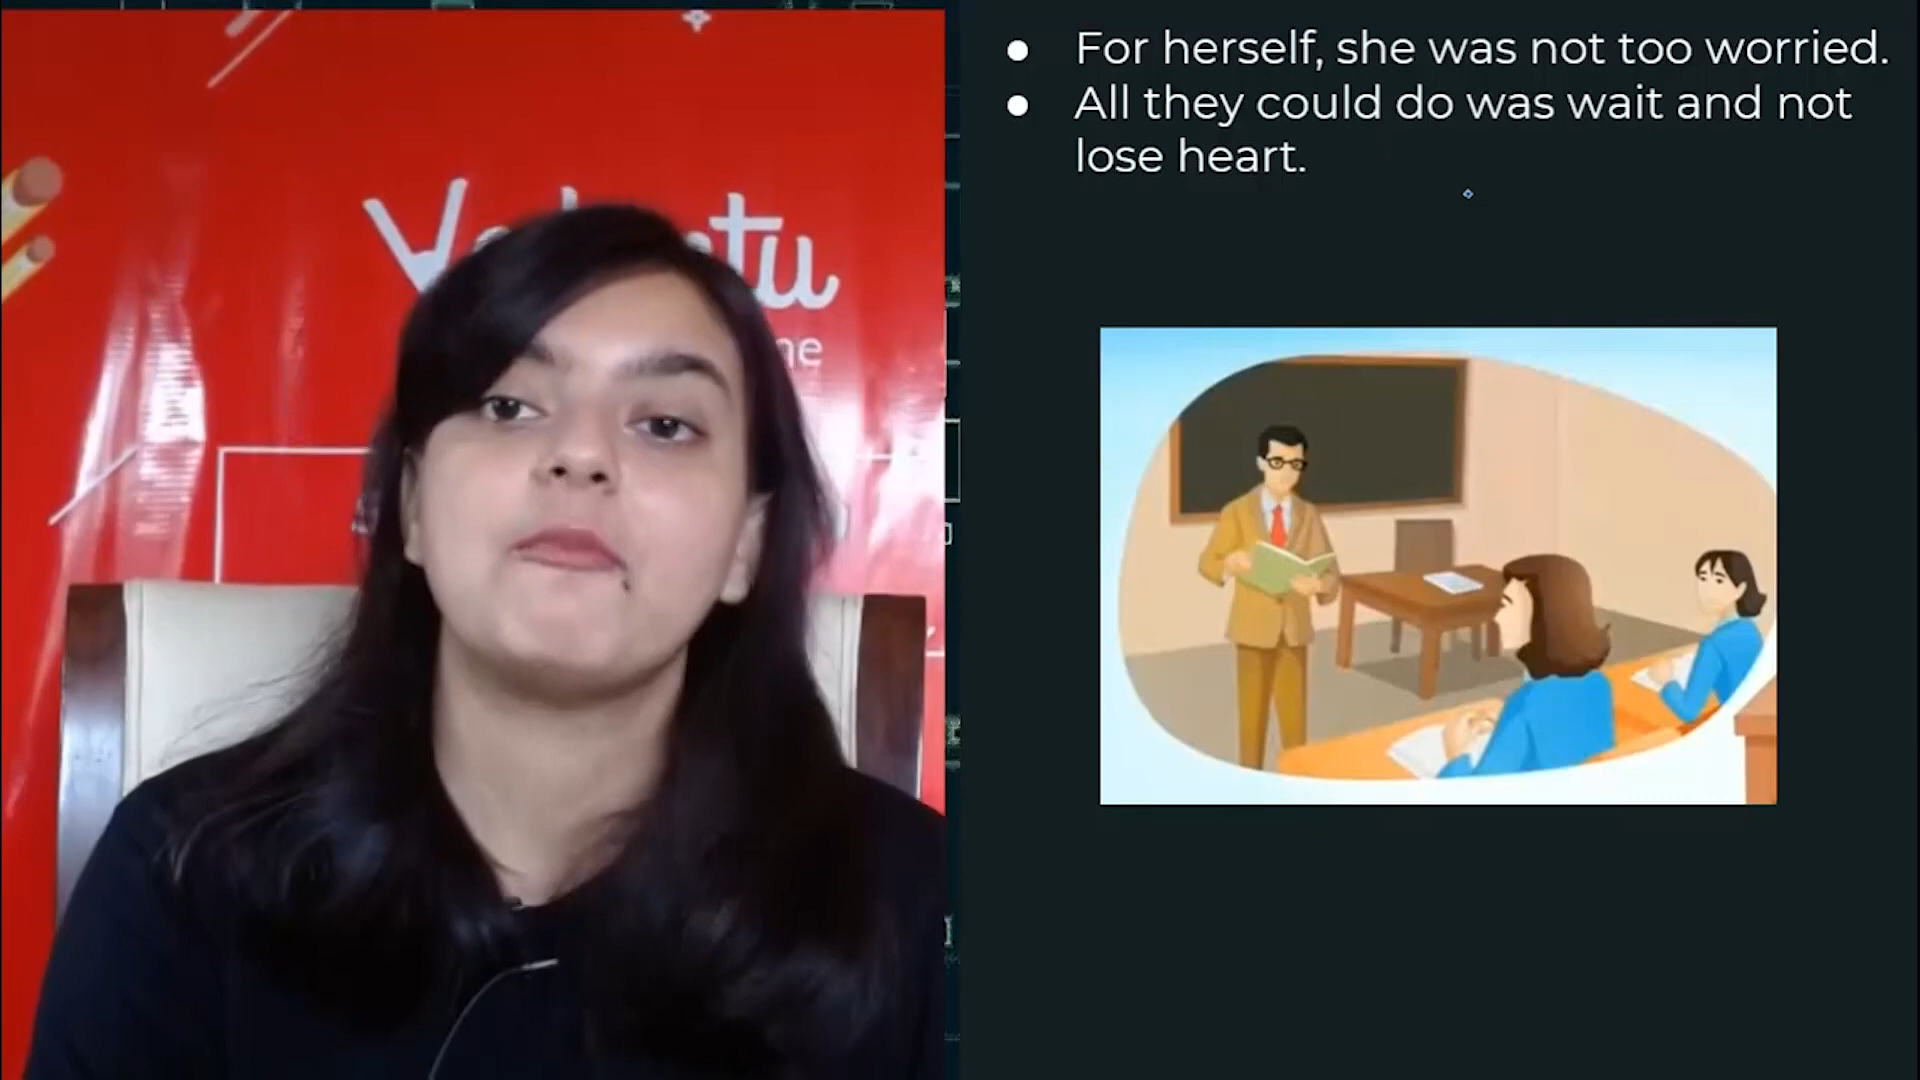 For herself, she was not too worried.
All they could do was wait and not
lose heart.